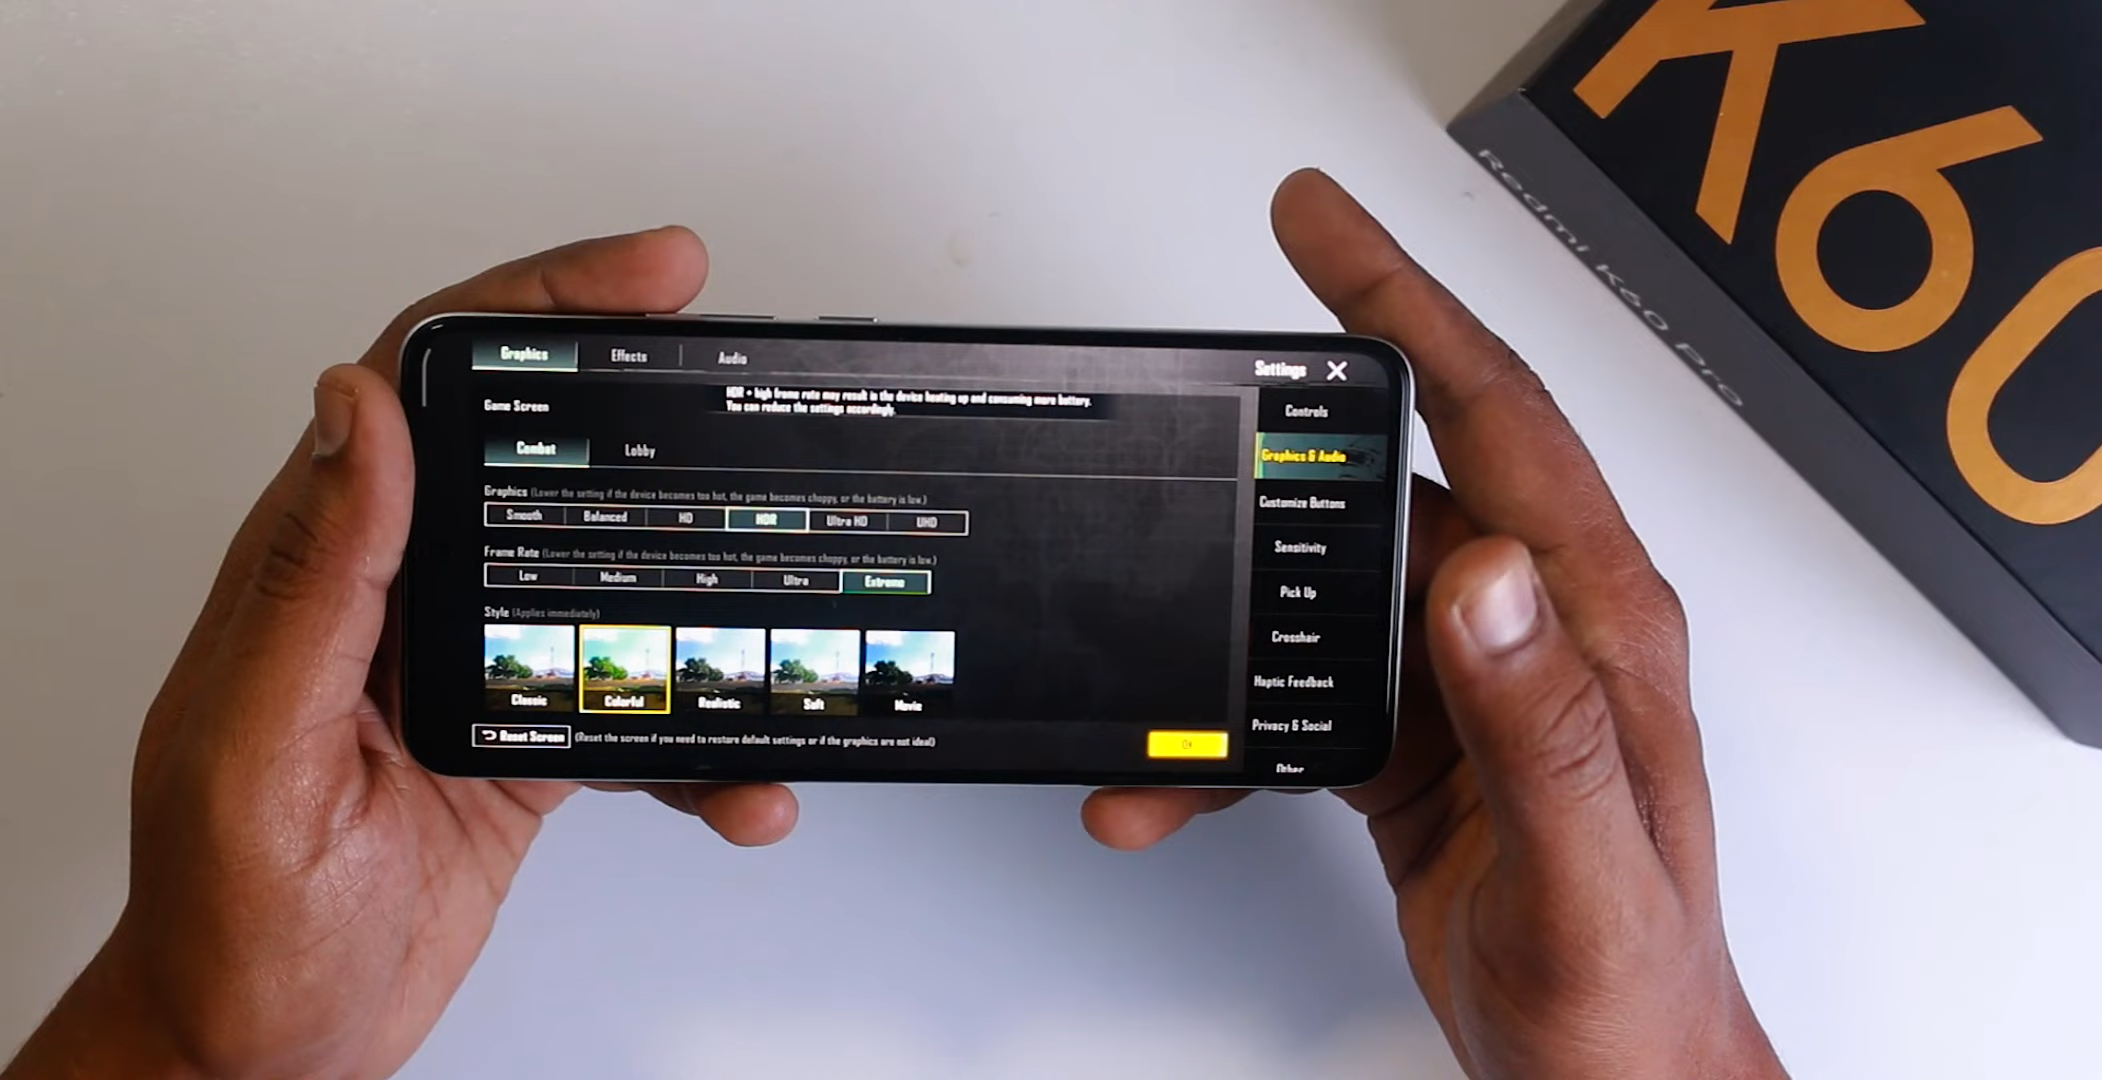 K60
Redmi K60 Pro
Graphics Effects Audio
Settings X
Game Screen
HDR + high frame rate may result in the device heating up and consuming more battery.
You can reduce the settings accordingly.
Combat Lobby
Graphics (Lower the setting if the device becomes too hot, the game becomes choppy, or the battery is low.)
Smooth Balanced HD HDR Ultra HD UHD
Frame Rate (Lower the setting if the device becomes too hot, the game becomes choppy, or the battery is low.)
Low Medium High Ultra Extreme
Style (Applies immediately)
Classic Colorful Realistic Soft Movie
Reset Screen (Reset the screen if you need to restore default settings or if the graphics are not ideal)
OK
Controls
Graphics & Audio
Customize Buttons
Sensitivity
Pick Up
Crosshair
Haptic Feedback
Privacy & Social
Other